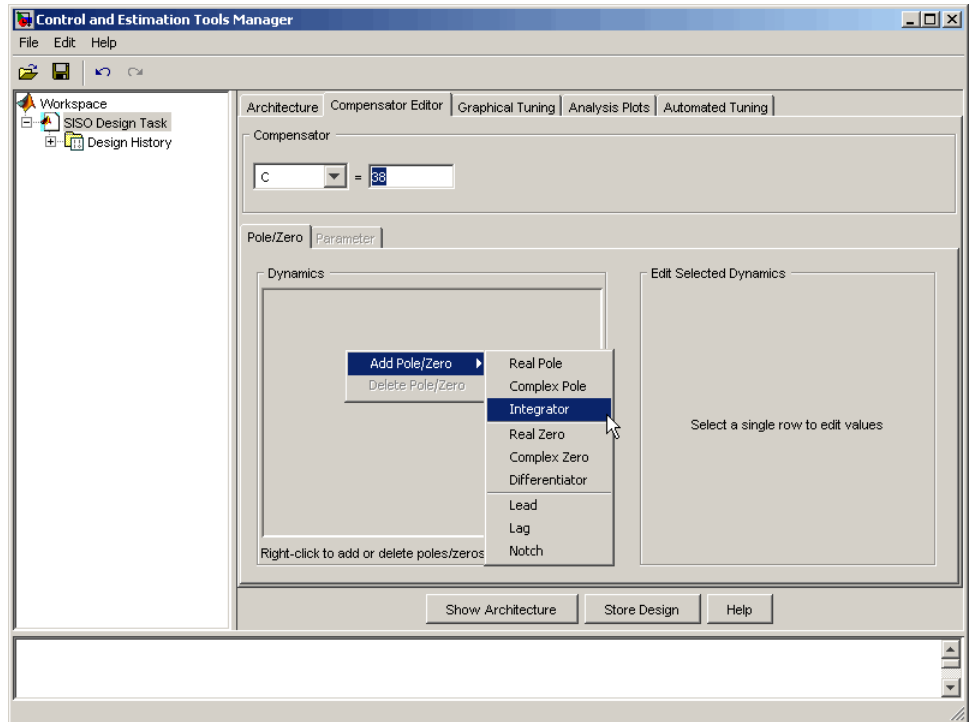 Control and Estimation Tools Manager
File Edit Help
Workspace
SISO Design Task
Design History
Architecture Compensator Editor Graphical Tuning Analysis Plots Automated Tuning
Compensator
C = 38
Pole/Zero Parameter
Dynamics
Edit Selected Dynamics
Add Pole/Zero
Delete Pole/Zero
Real Pole
Complex Pole
Integrator
Real Zero
Complex Zero
Differentiator
Lead
Lag
Notch
Select a single row to edit values
Right-click to add or delete poles/zeros
Show Architecture Store Design Help